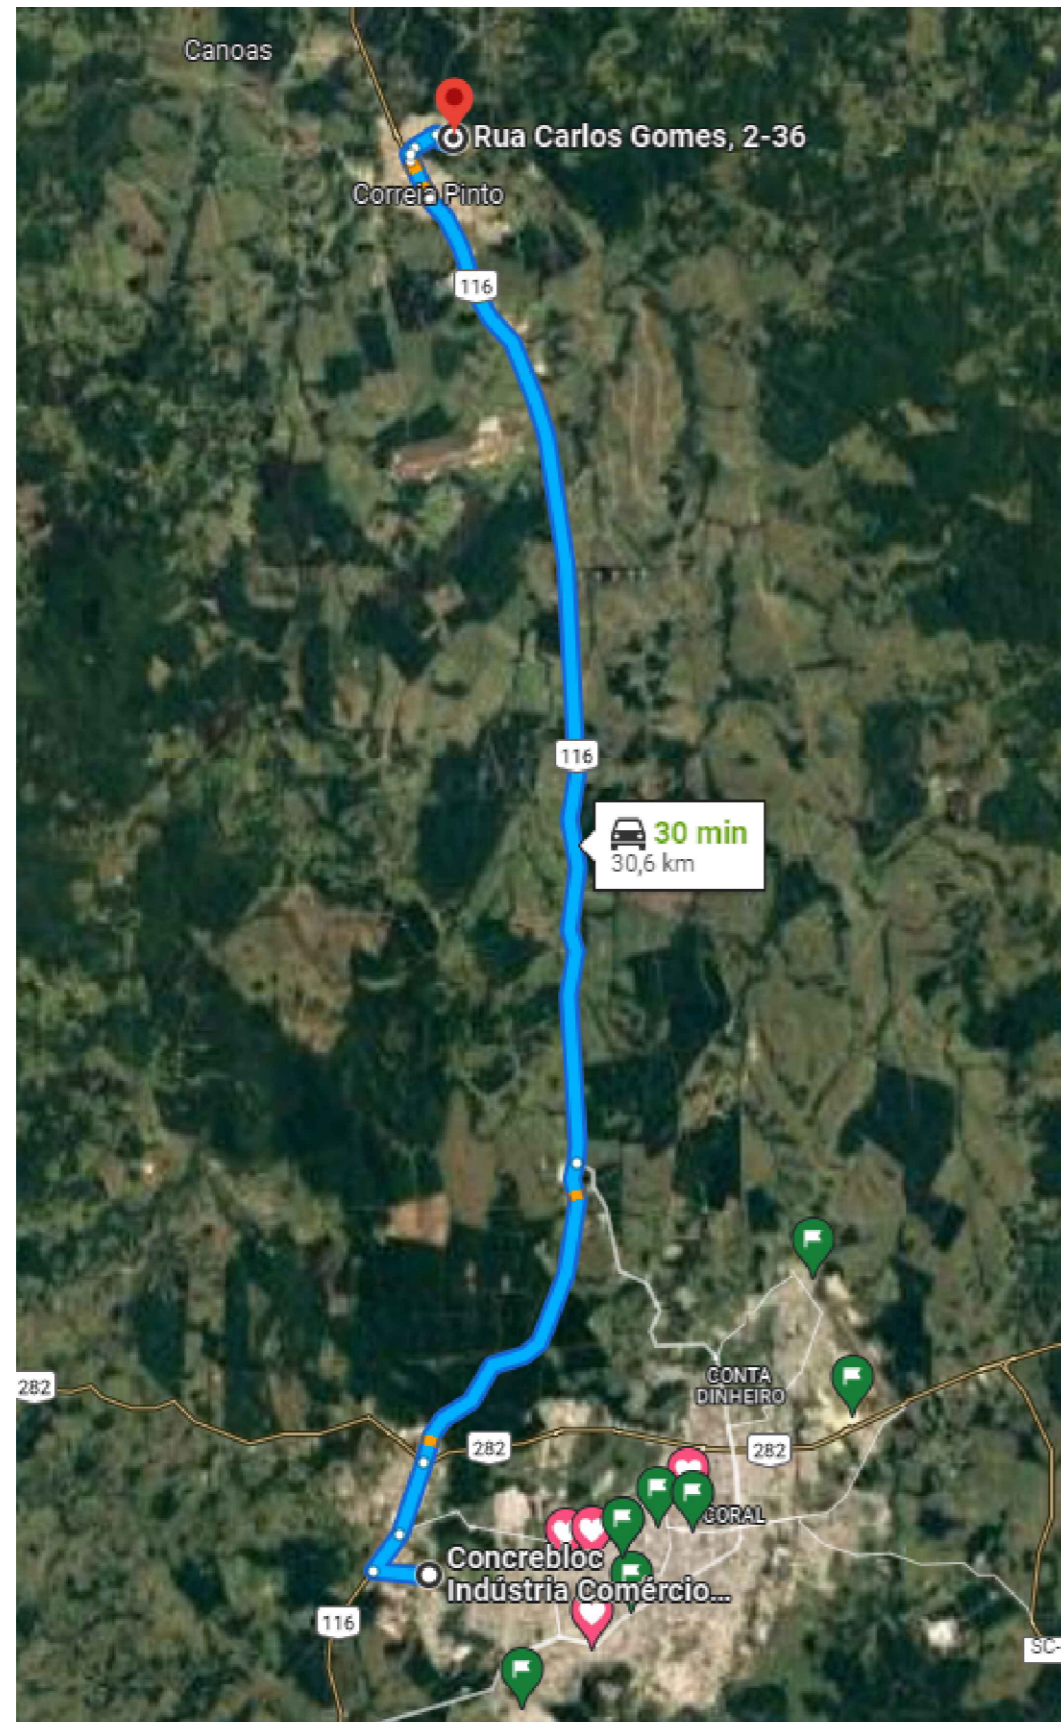 Canoas
Rua Carlos Gomes, 2-36
Correia Pinto
116
116
30 min
30,6 km
CONTA
DINHEIRO
282
282
282
CORAL
Concrebloc
Indústria Comércio...
116
SC-